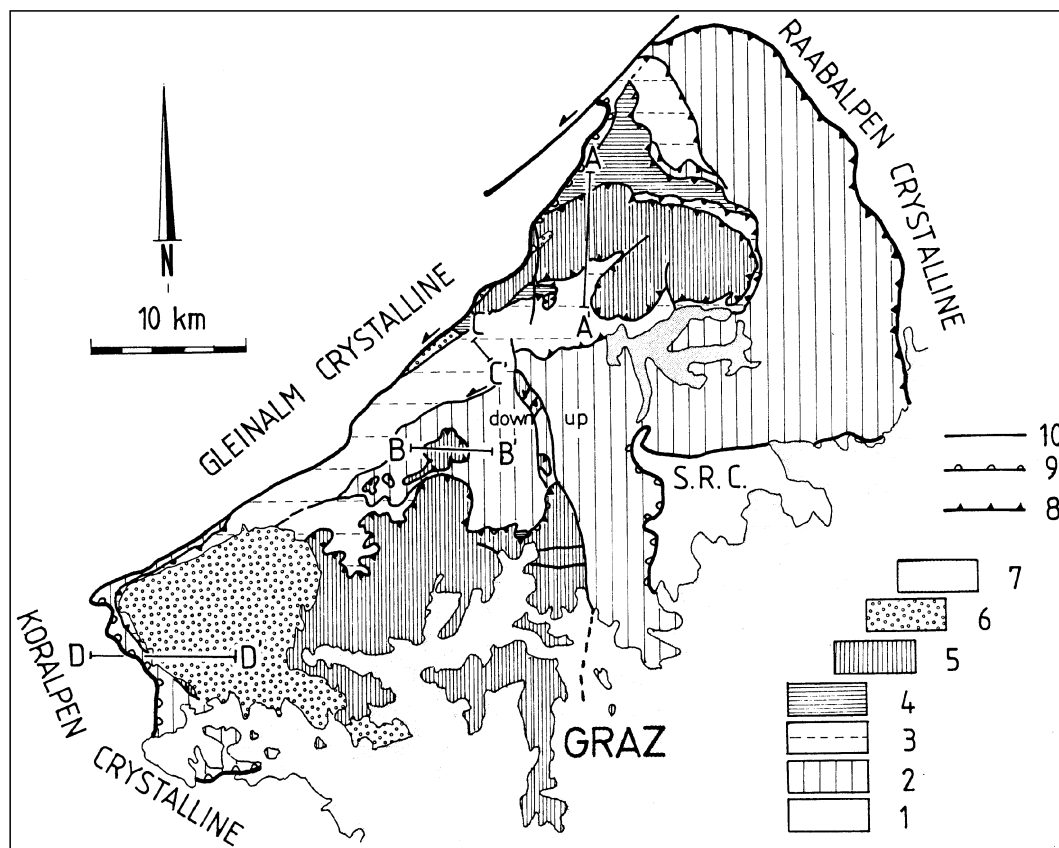 RAABALPEN CRYSTALLINE
N
10 km
A
GLEINALM CRYSTALLINE
C
A'
C'
down up
B B'
S.R.C.
10
9
8
7
6
5
4
3
2
1
D D'
KORALPEN CRYSTALLINE
GRAZ